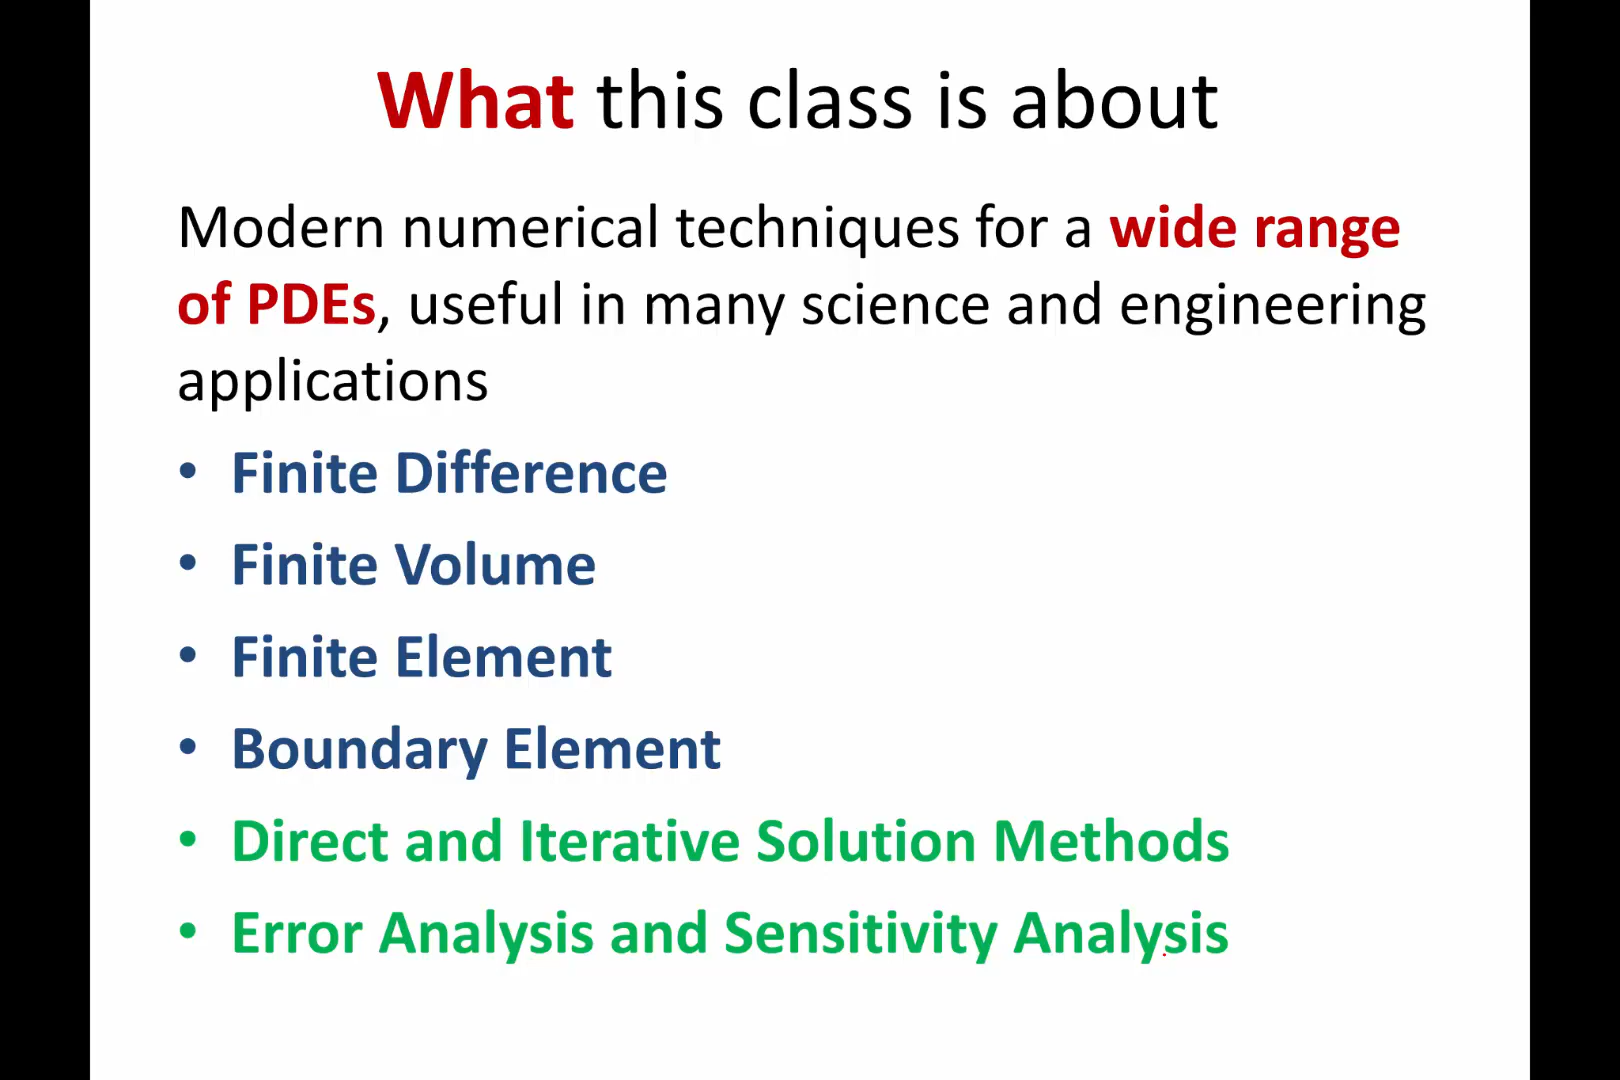 What this class is about
Modern numerical techniques for a wide range
of PDEs, useful in many science and engineering
applications
• Finite Difference
• Finite Volume
• Finite Element
• Boundary Element
• Direct and Iterative Solution Methods
• Error Analysis and Sensitivity Analysis